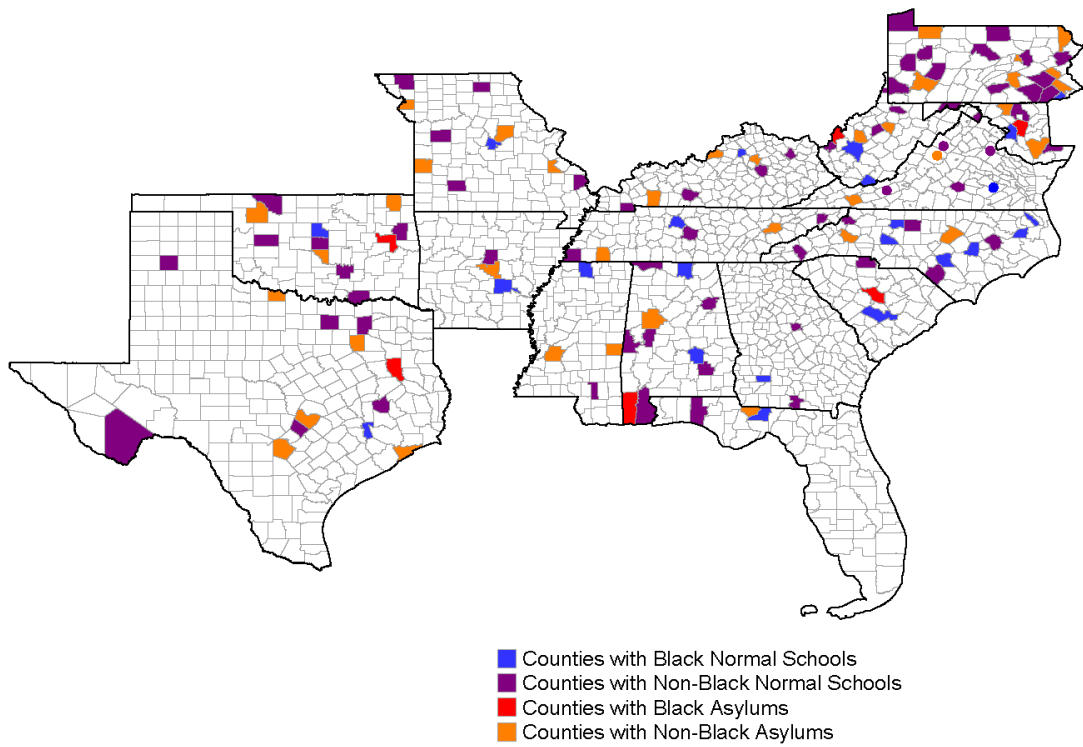 Counties with Black Normal Schools
Counties with Non-Black Normal Schools
Counties with Black Asylums
Counties with Non-Black Asylums